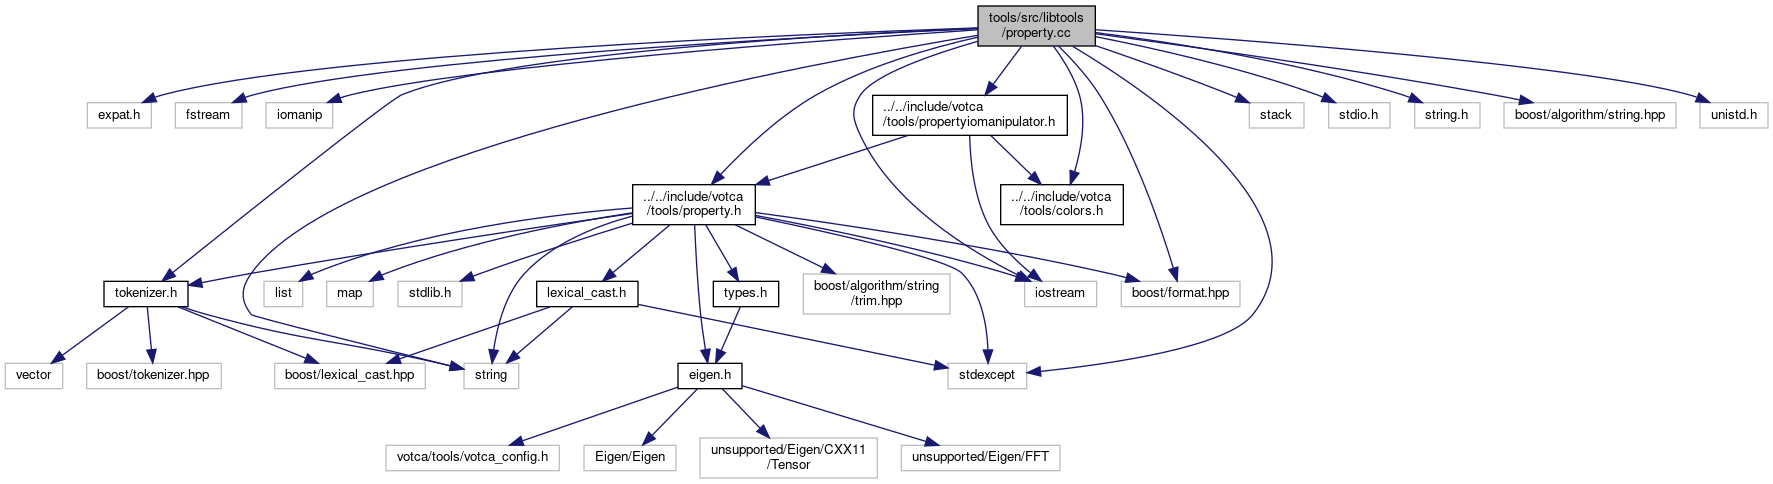 tools/src/libtools
/property.cc
expat.h
fstream
iomanip
../../include/votca
/tools/propertyiomanipulator.h
stack
stdio.h
string.h
boost/algorithm/string.hpp
unistd.h
../../include/votca
/tools/property.h
../../include/votca
/tools/colors.h
tokenizer.h
list
map
stdlib.h
lexical_cast.h
types.h
boost/algorithm/string
/trim.hpp
iostream
boost/format.hpp
vector
boost/tokenizer.hpp
boost/lexical_cast.hpp
string
eigen.h
stdexcept
votca/tools/votca_config.h
Eigen/Eigen
unsupported/Eigen/CXX11
/Tensor
unsupported/Eigen/FFT